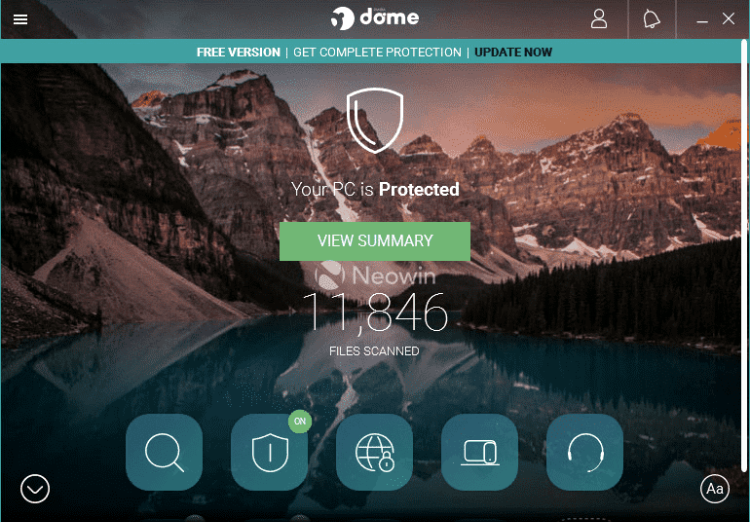 dome
FREE VERSION | GET COMPLETE PROTECTION | UPDATE NOW
Your PC is Protected
VIEW SUMMARY
Neowin
11,846
FILES SCANNED
ON
Aa